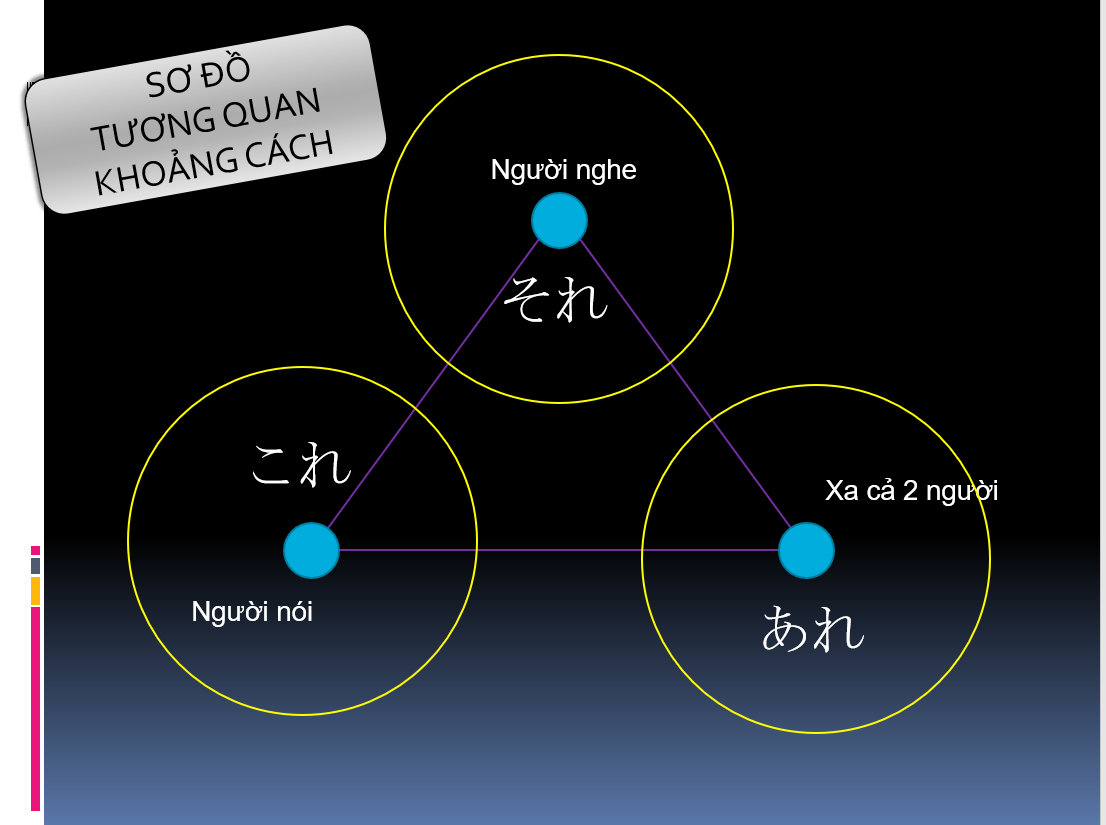 SƠ ĐỒ
TƯƠNG QUAN
KHOẢNG CÁCH
Người nghe
それ
これ
Xa cả 2 người
Người nói
あれ